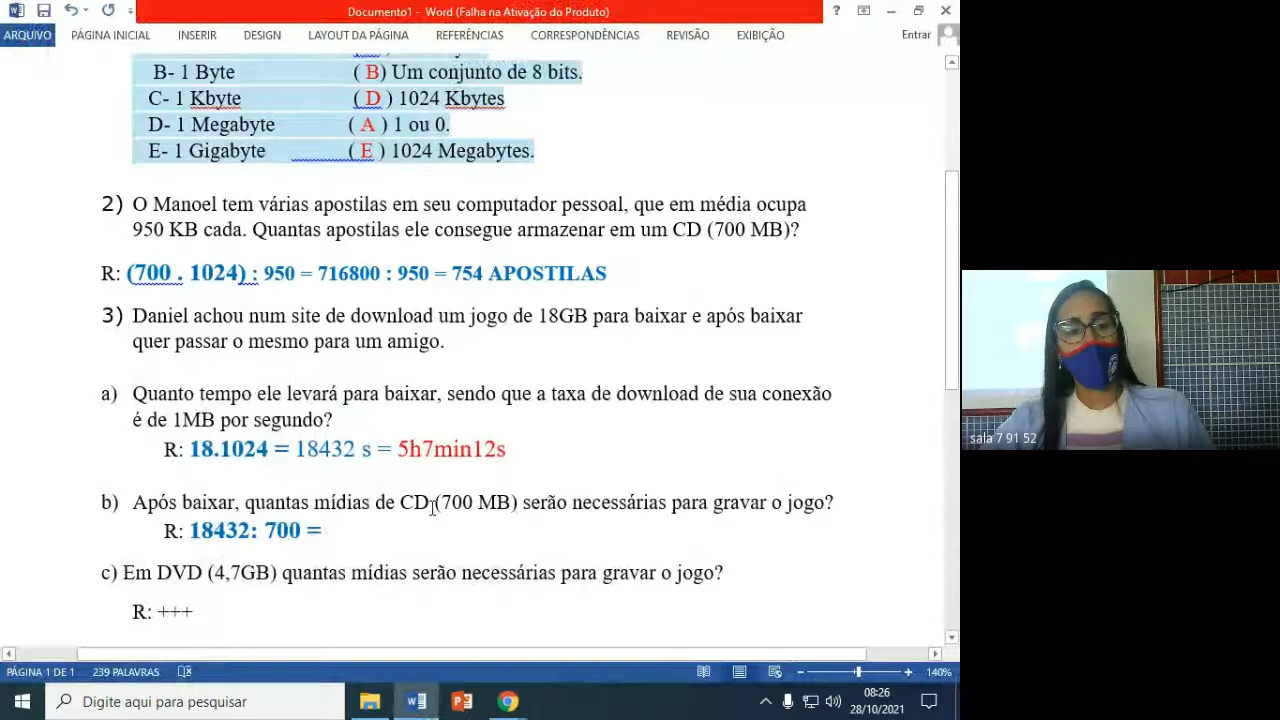 Documento1 - Word (Falha na Ativação do Produto)
ARQUIVO PÁGINA INICIAL INSERIR DESIGN LAYOUT DA PÁGINA REFERÊNCIAS CORRESPONDÊNCIAS REVISÃO EXIBIÇÃO Entrar
B- 1 Byte ( B) Um conjunto de 8 bits.
C- 1 Kbyte ( D ) 1024 Kbytes
D- 1 Megabyte ( A ) 1 ou 0.
E- 1 Gigabyte ( E ) 1024 Megabytes.
2) O Manoel tem várias apostilas em seu computador pessoal, que em média ocupa
950 KB cada. Quantas apostilas ele consegue armazenar em um CD (700 MB)?
R: (700 . 1024) : 950 = 716800 : 950 = 754 APOSTILAS
3) Daniel achou num site de download um jogo de 18GB para baixar e após baixar
quer passar o mesmo para um amigo.
a) Quanto tempo ele levará para baixar, sendo que a taxa de download de sua conexão
é de 1MB por segundo?
R: 18.1024 = 18432 s = 5h7min12s
sala 7 91 52
b) Após baixar, quantas mídias de CD (700 MB) serão necessárias para gravar o jogo?
R: 18432: 700 =
c) Em DVD (4,7GB) quantas mídias serão necessárias para gravar o jogo?
R: +++
PÁGINA 1 DE 1 239 PALAVRAS 140%
Digite aqui para pesquisar
08:26
28/10/2021